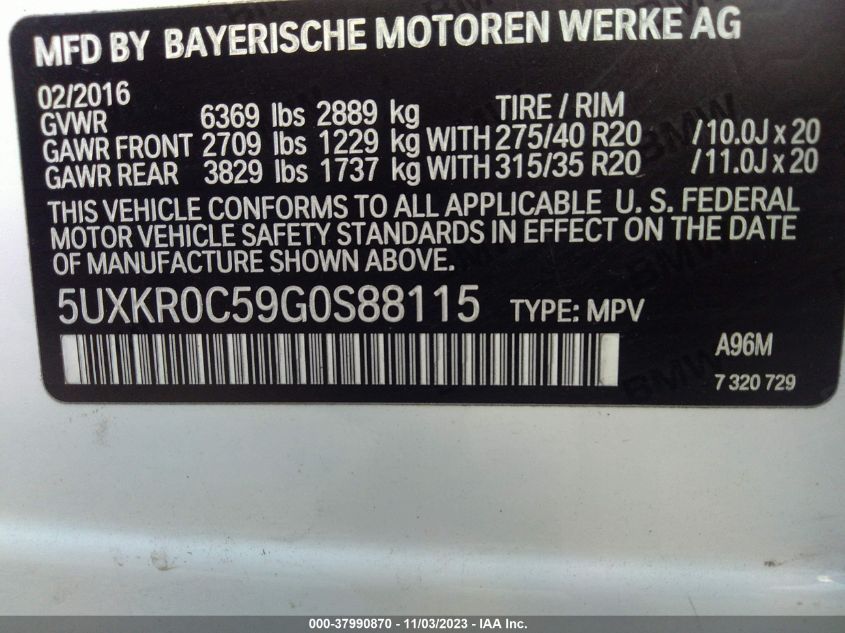 MFD BY BAYERISCHE MOTOREN WERKE AG
02/2016
GVWR 6369 lbs 2889 kg TIRE / RIM
GAWR FRONT 2709 lbs 1229 kg WITH 275/40 R20 /10.0J x 20
GAWR REAR 3829 lbs 1737 kg WITH 315/35 R20 /11.0J x 20
THIS VEHICLE CONFORMS TO ALL APPLICABLE U. S. FEDERAL
MOTOR VEHICLE SAFETY STANDARDS IN EFFECT ON THE DATE
OF MANUFACTURE SHOWN ABOVE.
5UXKR0C59G0S88115 TYPE: MPV
A96M
7 320 729
BMW
000-37990870 - 11/03/2023 - IAA Inc.